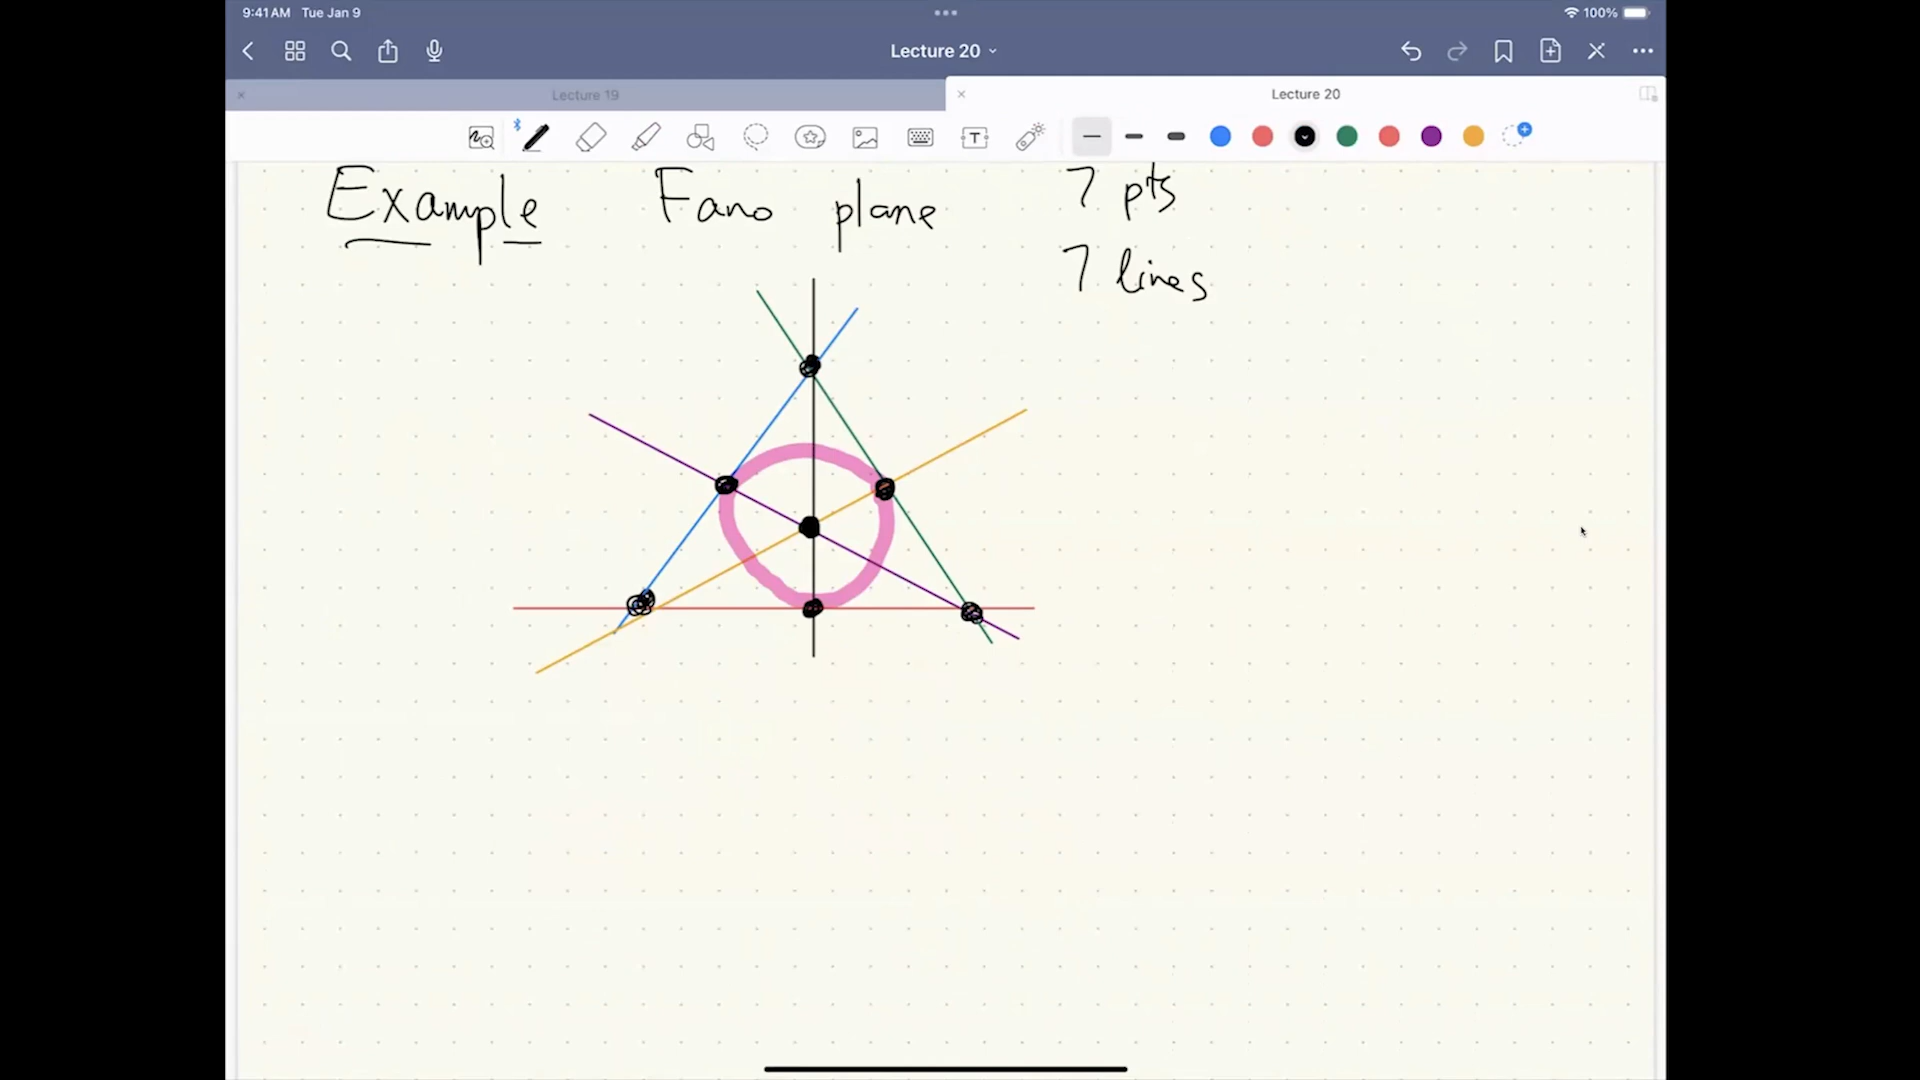 9:41 AM Tue Jan 9
100%
Lecture 20
Lecture 19
Lecture 20
Example Fano plane 7 pts
7 lines